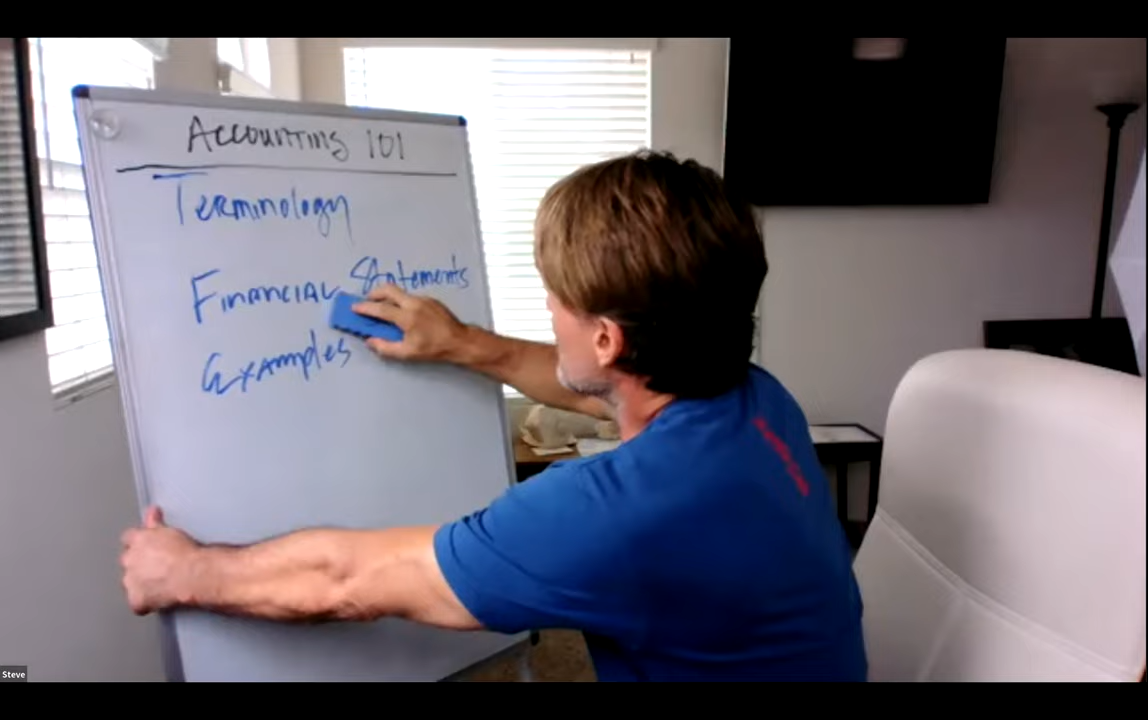 Accounting 101
Terminology
Financial Statements
Examples
Steve